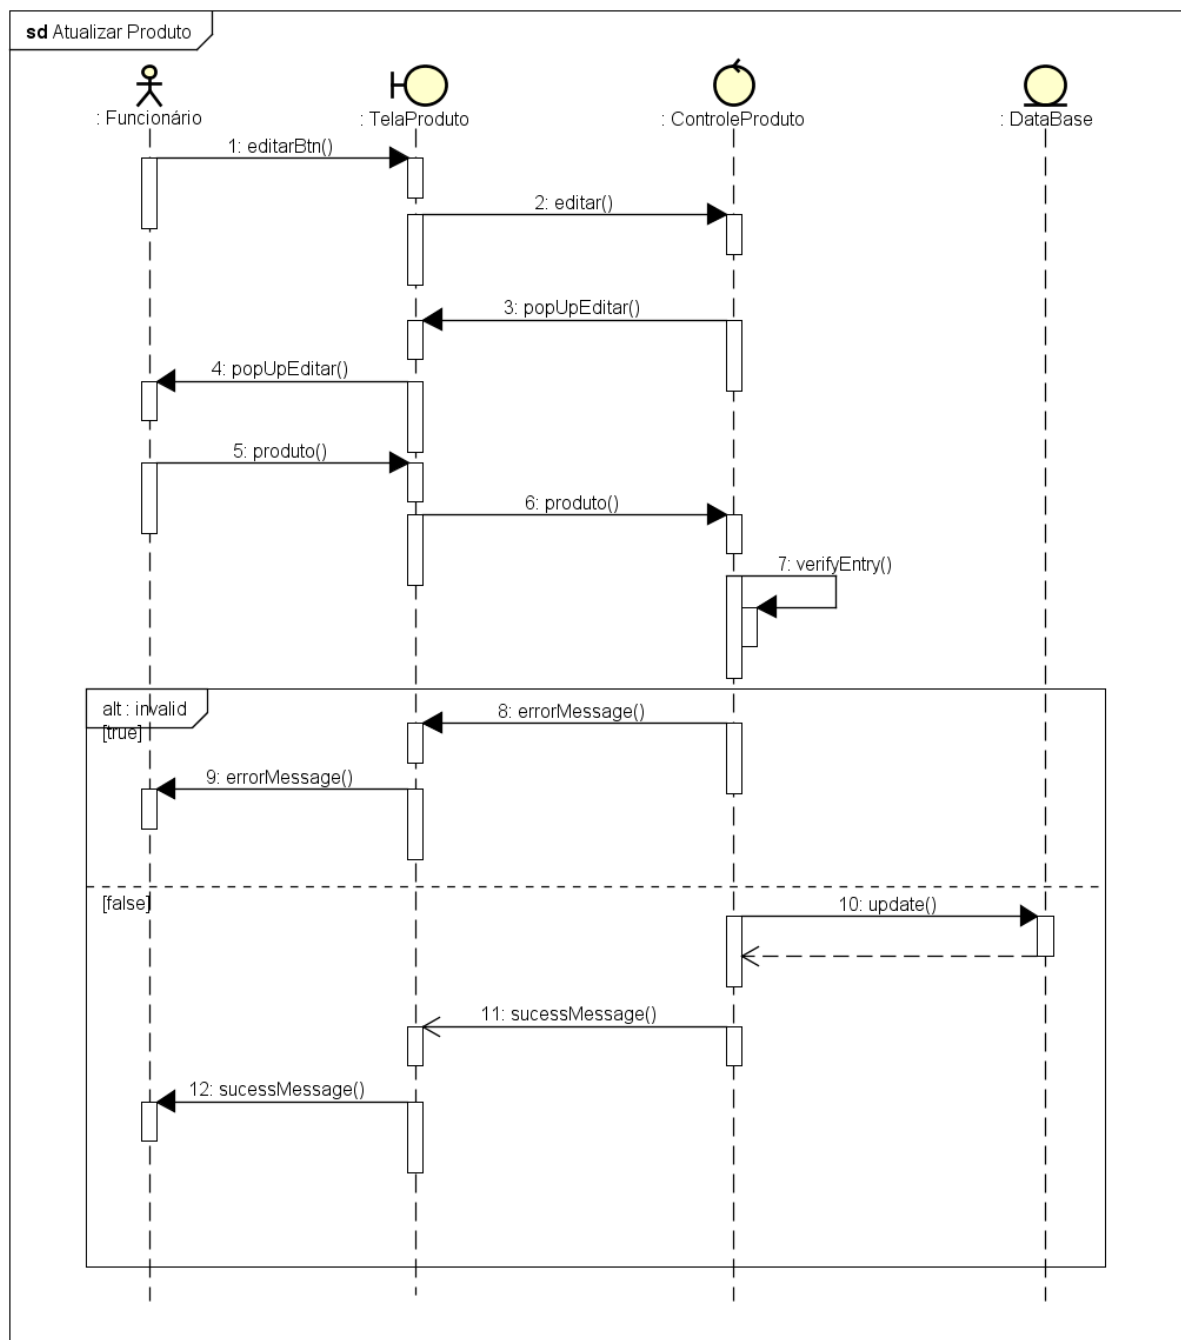 sd Atualizar Produto
: Funcionário
: TelaProduto
: ControleProduto
: DataBase
1: editarBtn()
2: editar()
3: popUpEditar()
4: popUpEditar()
5: produto()
6: produto()
7: verifyEntry()
alt : invalid
[true]
8: errorMessage()
9: errorMessage()
[false]
10: update()
11: sucessMessage()
12: sucessMessage()